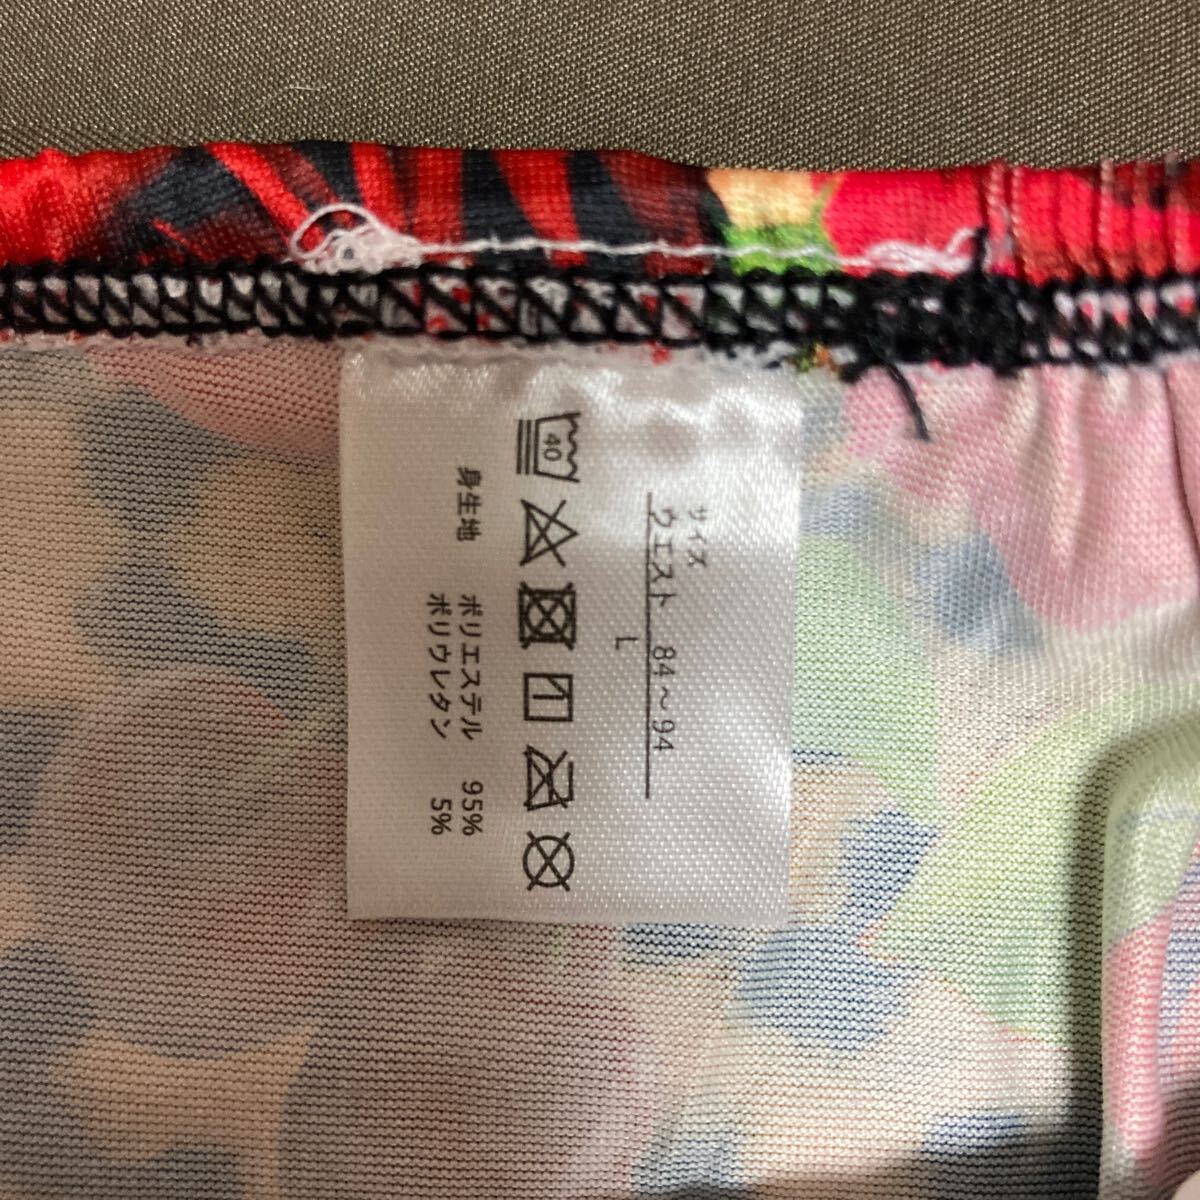 サイズ
ウエスト 84～94
L
40
身生地 ポリエステル 95%
ポリウレタン 5%